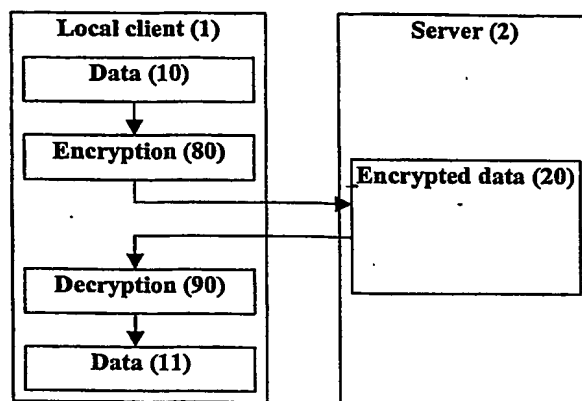 Local client (1)
Data (10)
Encryption (80)
Decryption (90)
Data (11)
Server (2)
Encrypted data (20)